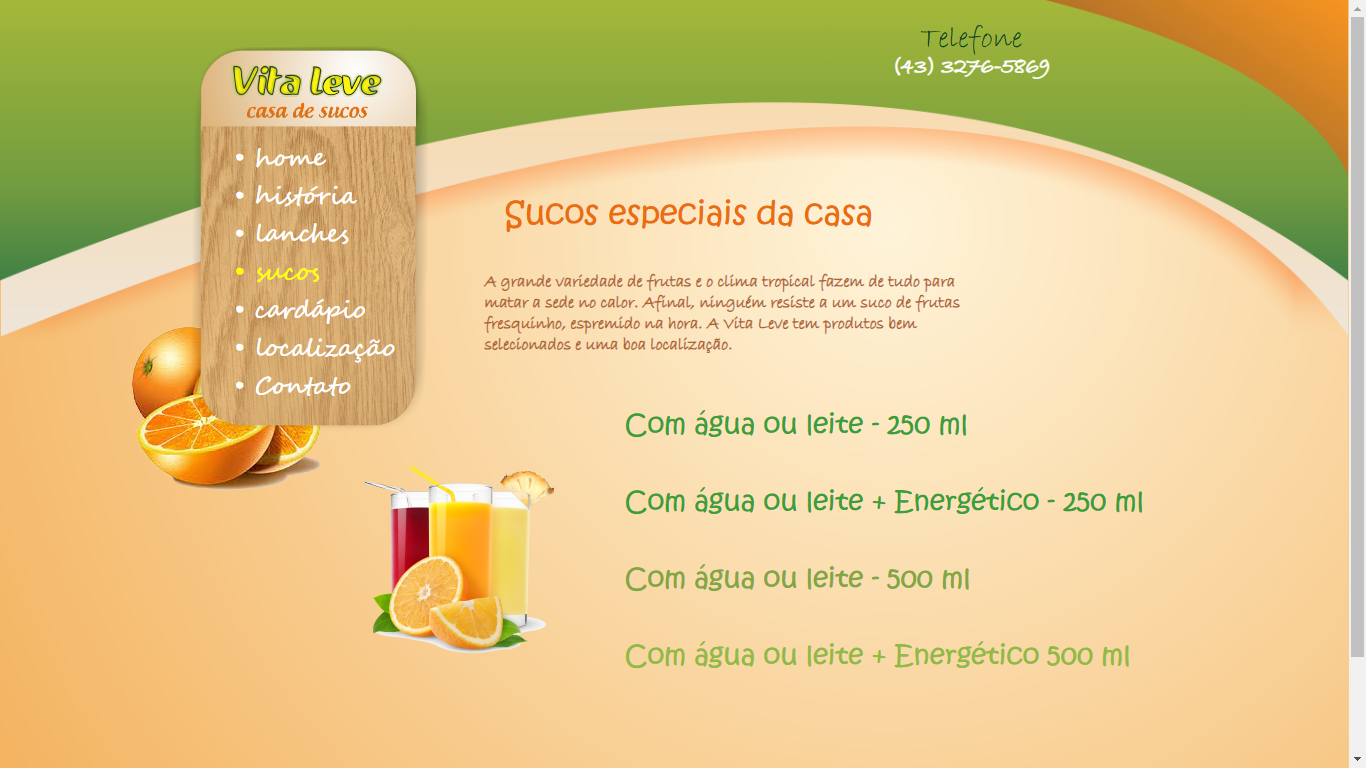 Telefone
(43) 3276-5869
Vita leve
casa de sucos
• home
• história
• lanches
• sucos
• cardápio
• localização
• Contato
Sucos especiais da casa
A grande variedade de frutas e o clima tropical fazem de tudo para
matar a sede no calor. Afinal, ninguém resiste a um suco de frutas
fresquinho, espremido na hora. A Vita Leve tem produtos bem
selecionados e uma boa localização.
Com água ou leite - 250 ml
Com água ou leite + Energético - 250 ml
Com água ou leite - 500 ml
Com água ou leite + Energético 500 ml